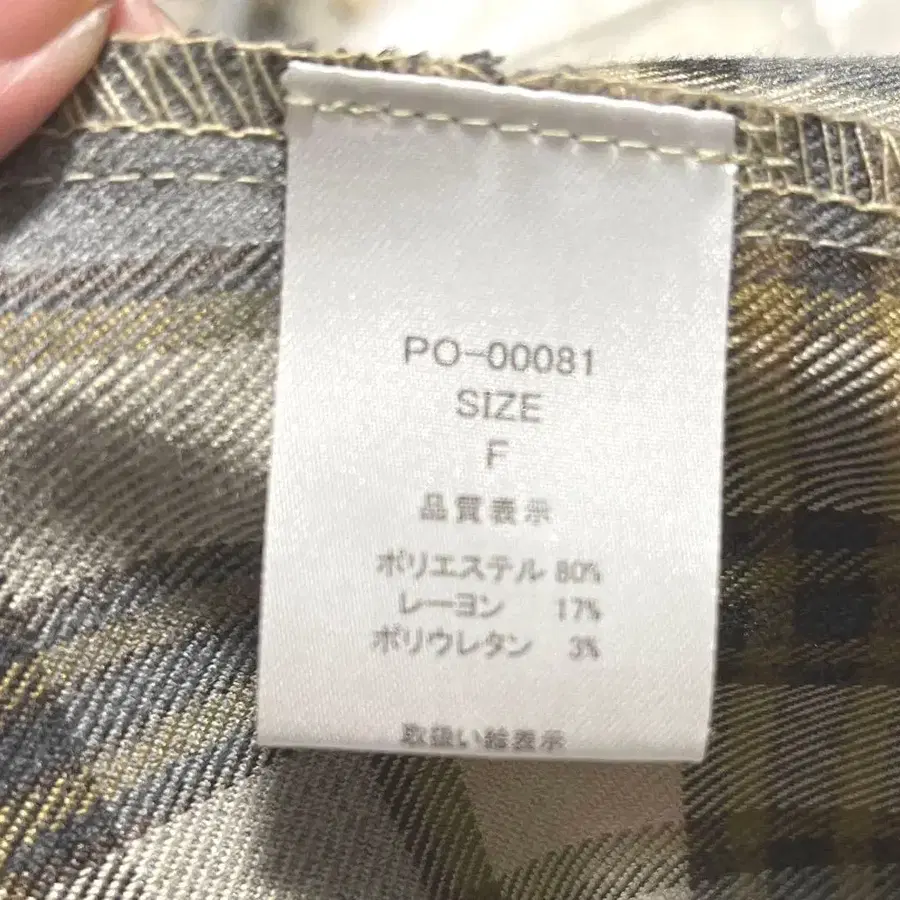 PO-00081
SIZE
F
品質表示
ポリエステル 80%
レーヨン 17%
ポリウレタン 3%
取扱い絵表示